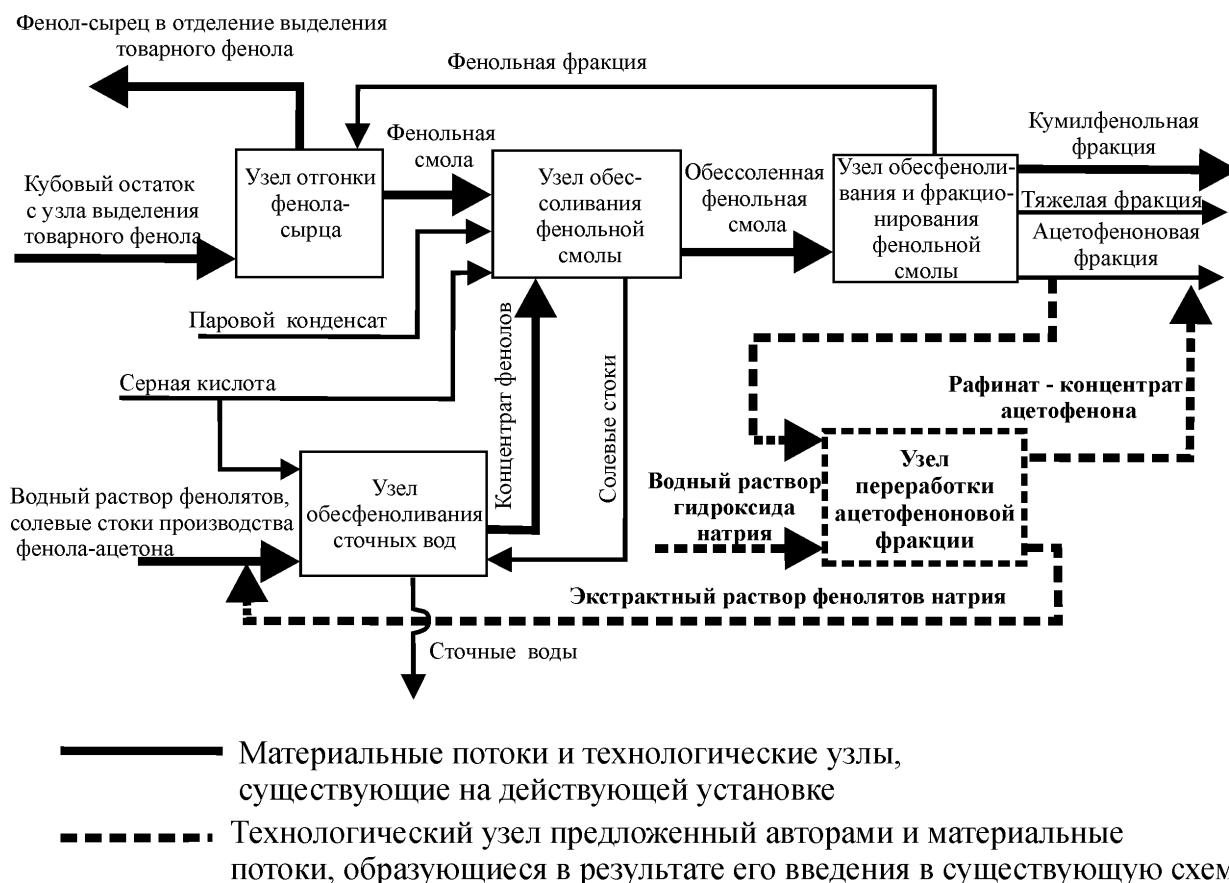 Фенол-сырец в отделение выделения
товарного фенола
Фенольная фракция
Фенольная
смола
Кубовый остаток
с узла выделения
товарного фенола
Узел отгонки
фенола-
сырца
Узел обес-
соливания
фенольной
смолы
Обессоленная
фенольная
смола
Узел обесфеноли-
вания и фракцио-
нирования
фенольной
смолы
Кумилфенольная
фракция
Тяжелая фракция
Ацетофеноновая
фракция
Паровой конденсат
Серная кислота
Концентрат фенолов
Солевые стоки
Рафинат - концентрат
ацетофенона
Водный раствор фенолятов,
солевые стоки производства
фенола-ацетона
Узел
обесфеноливания
сточных вод
Водный раствор
гидроксида
натрия
Узел
переработки
ацетофеноновой
фракции
Экстрактный раствор фенолятов натрия
Сточные воды
Материальные потоки и технологические узлы,
существующие на действующей установке
Технологический узел предложенный авторами и материальные
потоки, образующиеся в результате его введения в существующую схем